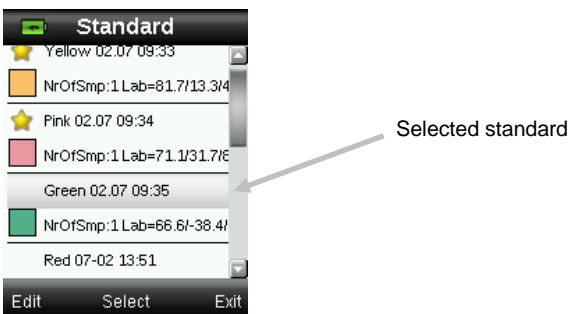 Standard
Yellow 02.07 09:33
NrOfSmp:1 Lab=81.7/13.3/4
Pink 02.07 09:34
NrOfSmp:1 Lab=71.1/31.7/8
Green 02.07 09:35
NrOfSmp:1 Lab=66.6/-38.4/
Red 07-02 13:51
Edit Select Exit
Selected standard